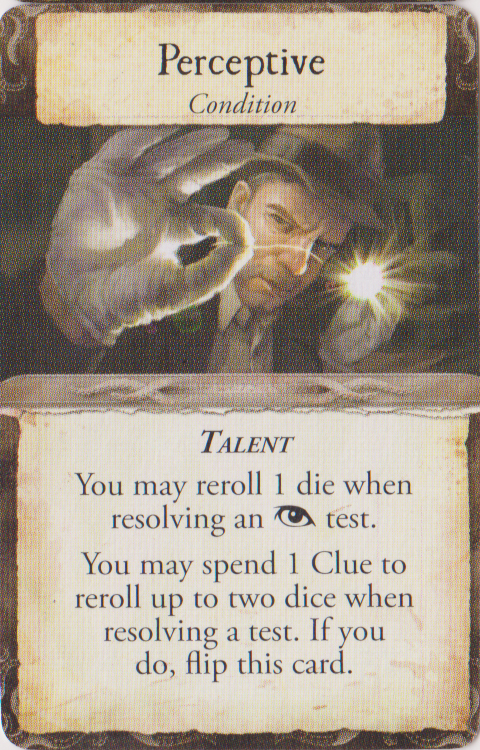 Perceptive
Condition
TALENT
You may reroll 1 die when
resolving an test.
You may spend 1 Clue to
reroll up to two dice when
resolving a test. If you
do, flip this card.